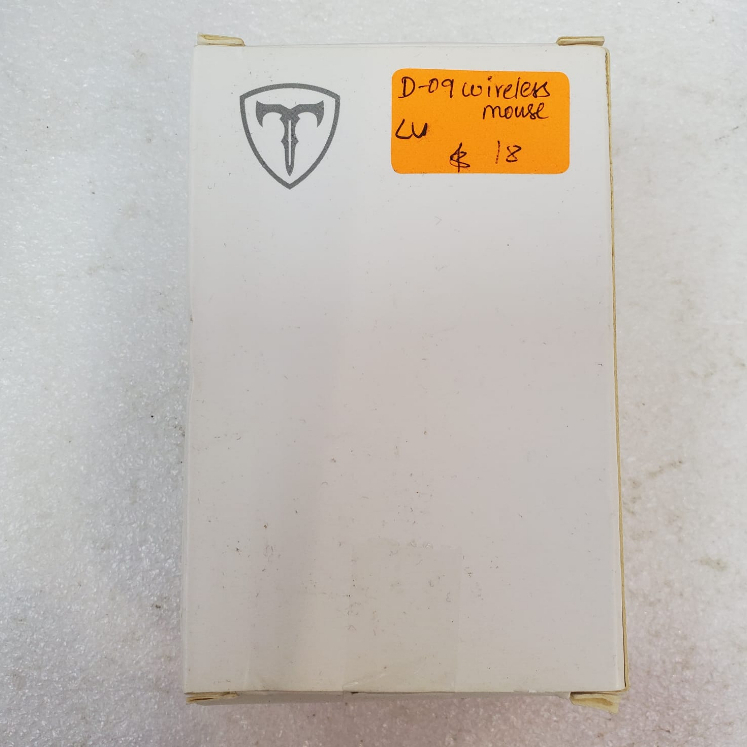 D-09 wireless
mouse
LU
$ 18